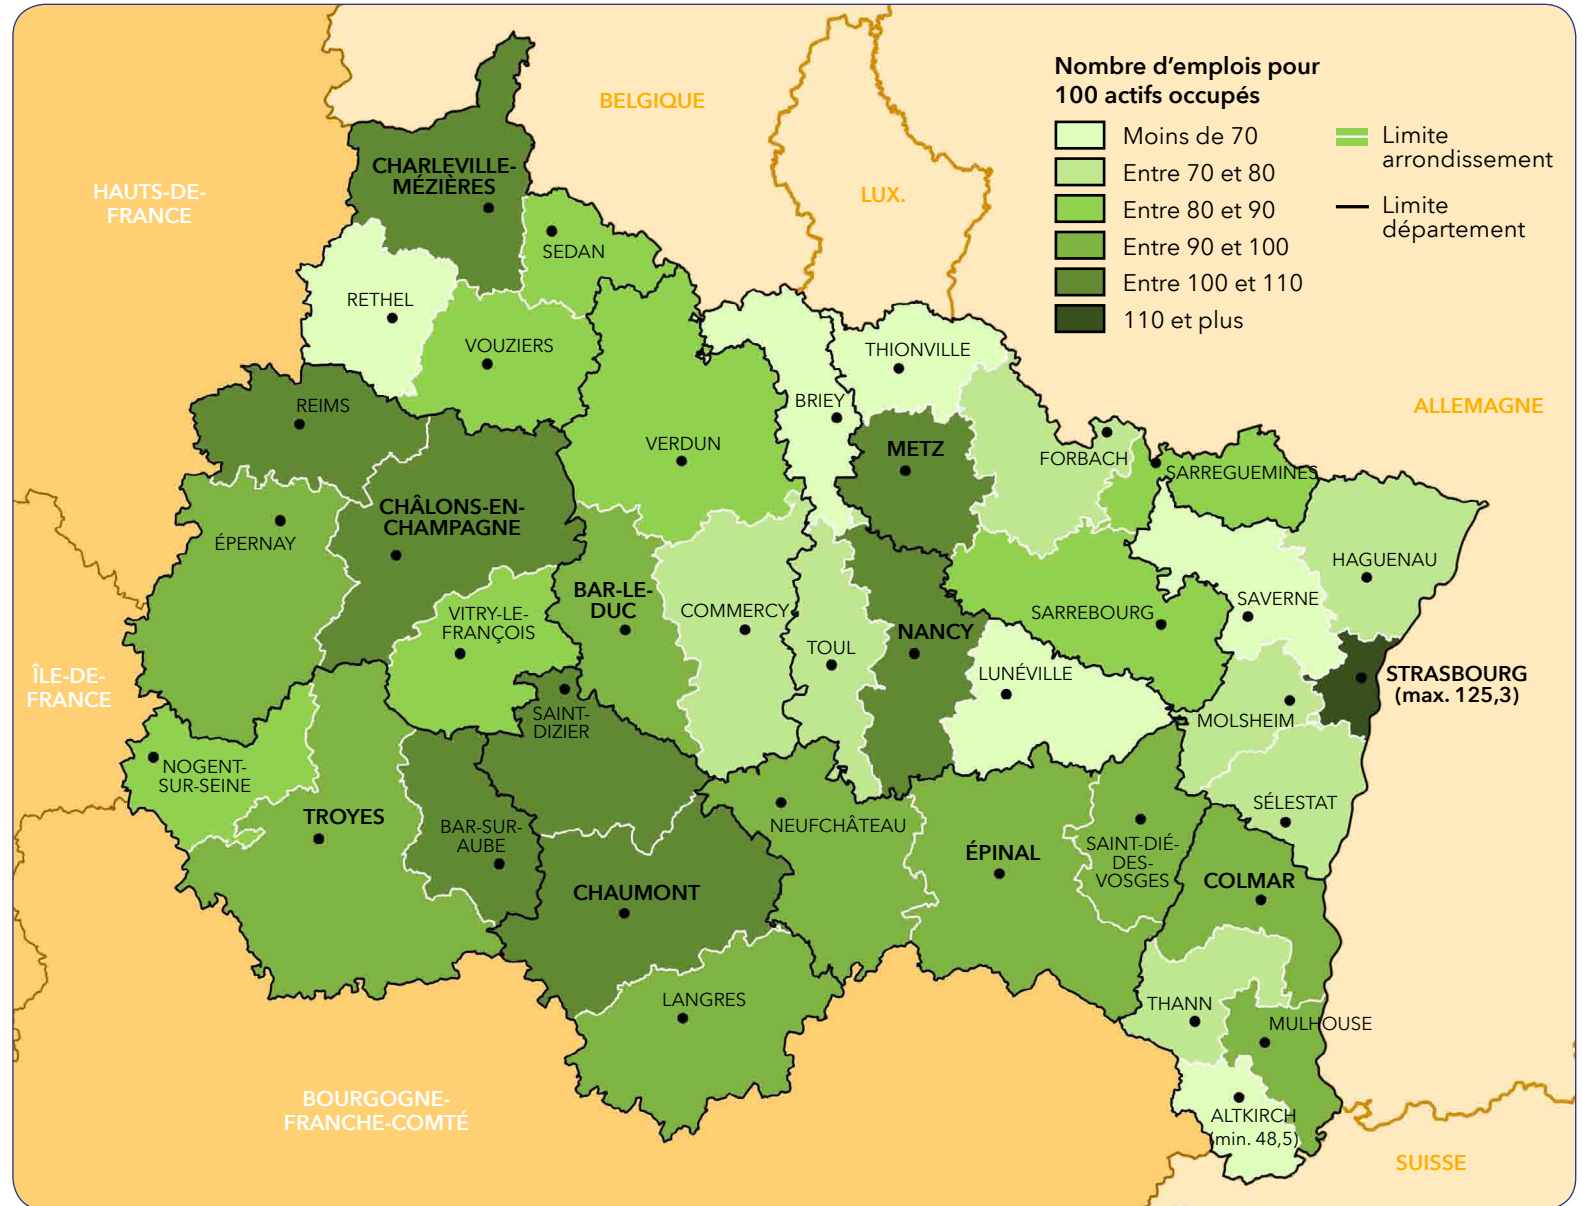 Nombre d'emplois pour
100 actifs occupés
Moins de 70
Entre 70 et 80
Entre 80 et 90
Entre 90 et 100
Entre 100 et 110
110 et plus
Limite
arrondissement
Limite
département
BELGIQUE
LUX.
HAUTS-DE-
FRANCE
ALLEMAGNE
ÎLE-DE-
FRANCE
BOURGOGNE-
FRANCHE-COMTÉ
SUISSE
CHARLEVILLE-
MÉZIÈRES
SEDAN
RETHEL
VOUZIERS
THIONVILLE
REIMS
BRIEY
VERDUN
METZ
FORBACH
SARREGUEMINES
CHÂLONS-EN-
CHAMPAGNE
ÉPERNAY
HAGUENAU
BAR-LE-
DUC
COMMERCY
VITRY-LE-
FRANÇOIS
SARREBOURG
SAVERNE
NANCY
TOUL
LUNÉVILLE
STRASBOURG
(max. 125,3)
SAINT-
DIZIER
MOLSHEIM
NOGENT-
SUR-SEINE
TROYES
BAR-SUR-
AUBE
NEUFCHÂTEAU
SÉLESTAT
ÉPINAL
SAINT-DIÉ-
DES-
VOSGES
COLMAR
CHAUMONT
LANGRES
THANN
MULHOUSE
ALTKIRCH
(min. 48,5)